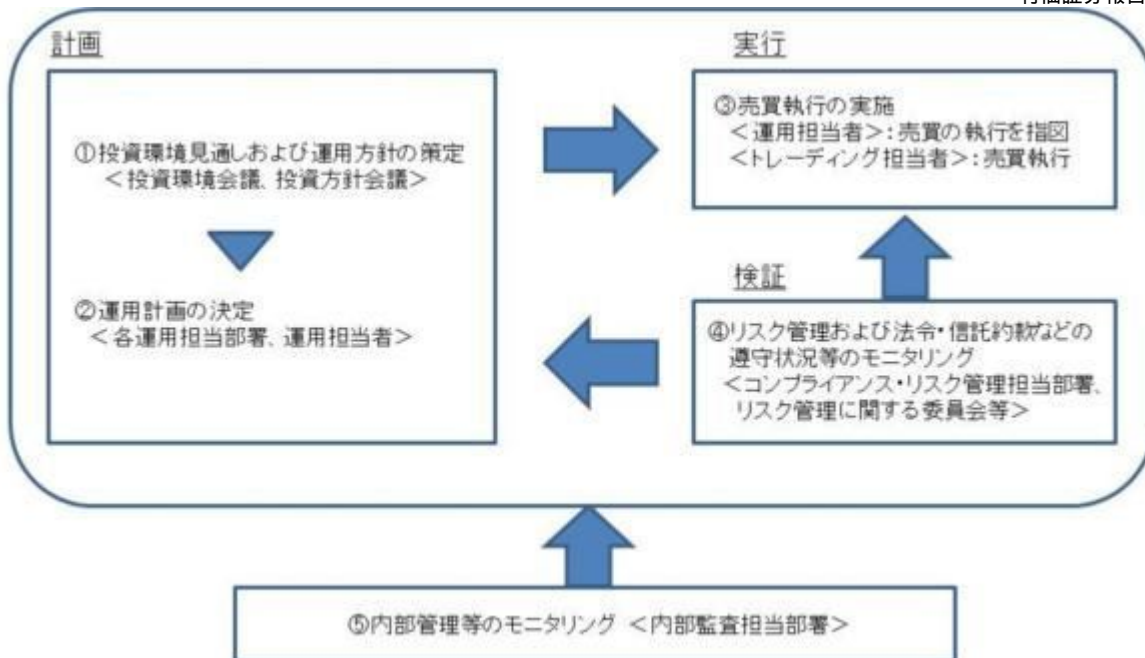 計画
①投資環境見通しおよび運用方針の策定
＜投資環境会議、投資方針会議＞
②運用計画の決定
＜各運用担当部署、運用担当者＞
実行
③売買執行の実施
＜運用担当者＞：売買の執行を指図
＜トレーディング担当者＞：売買執行
検証
④リスク管理および法令・信託約款などの
遵守状況等のモニタリング
＜コンプライアンス・リスク管理担当部署、
リスク管理に関する委員会等＞
⑤内部管理等のモニタリング ＜内部監査担当部署＞